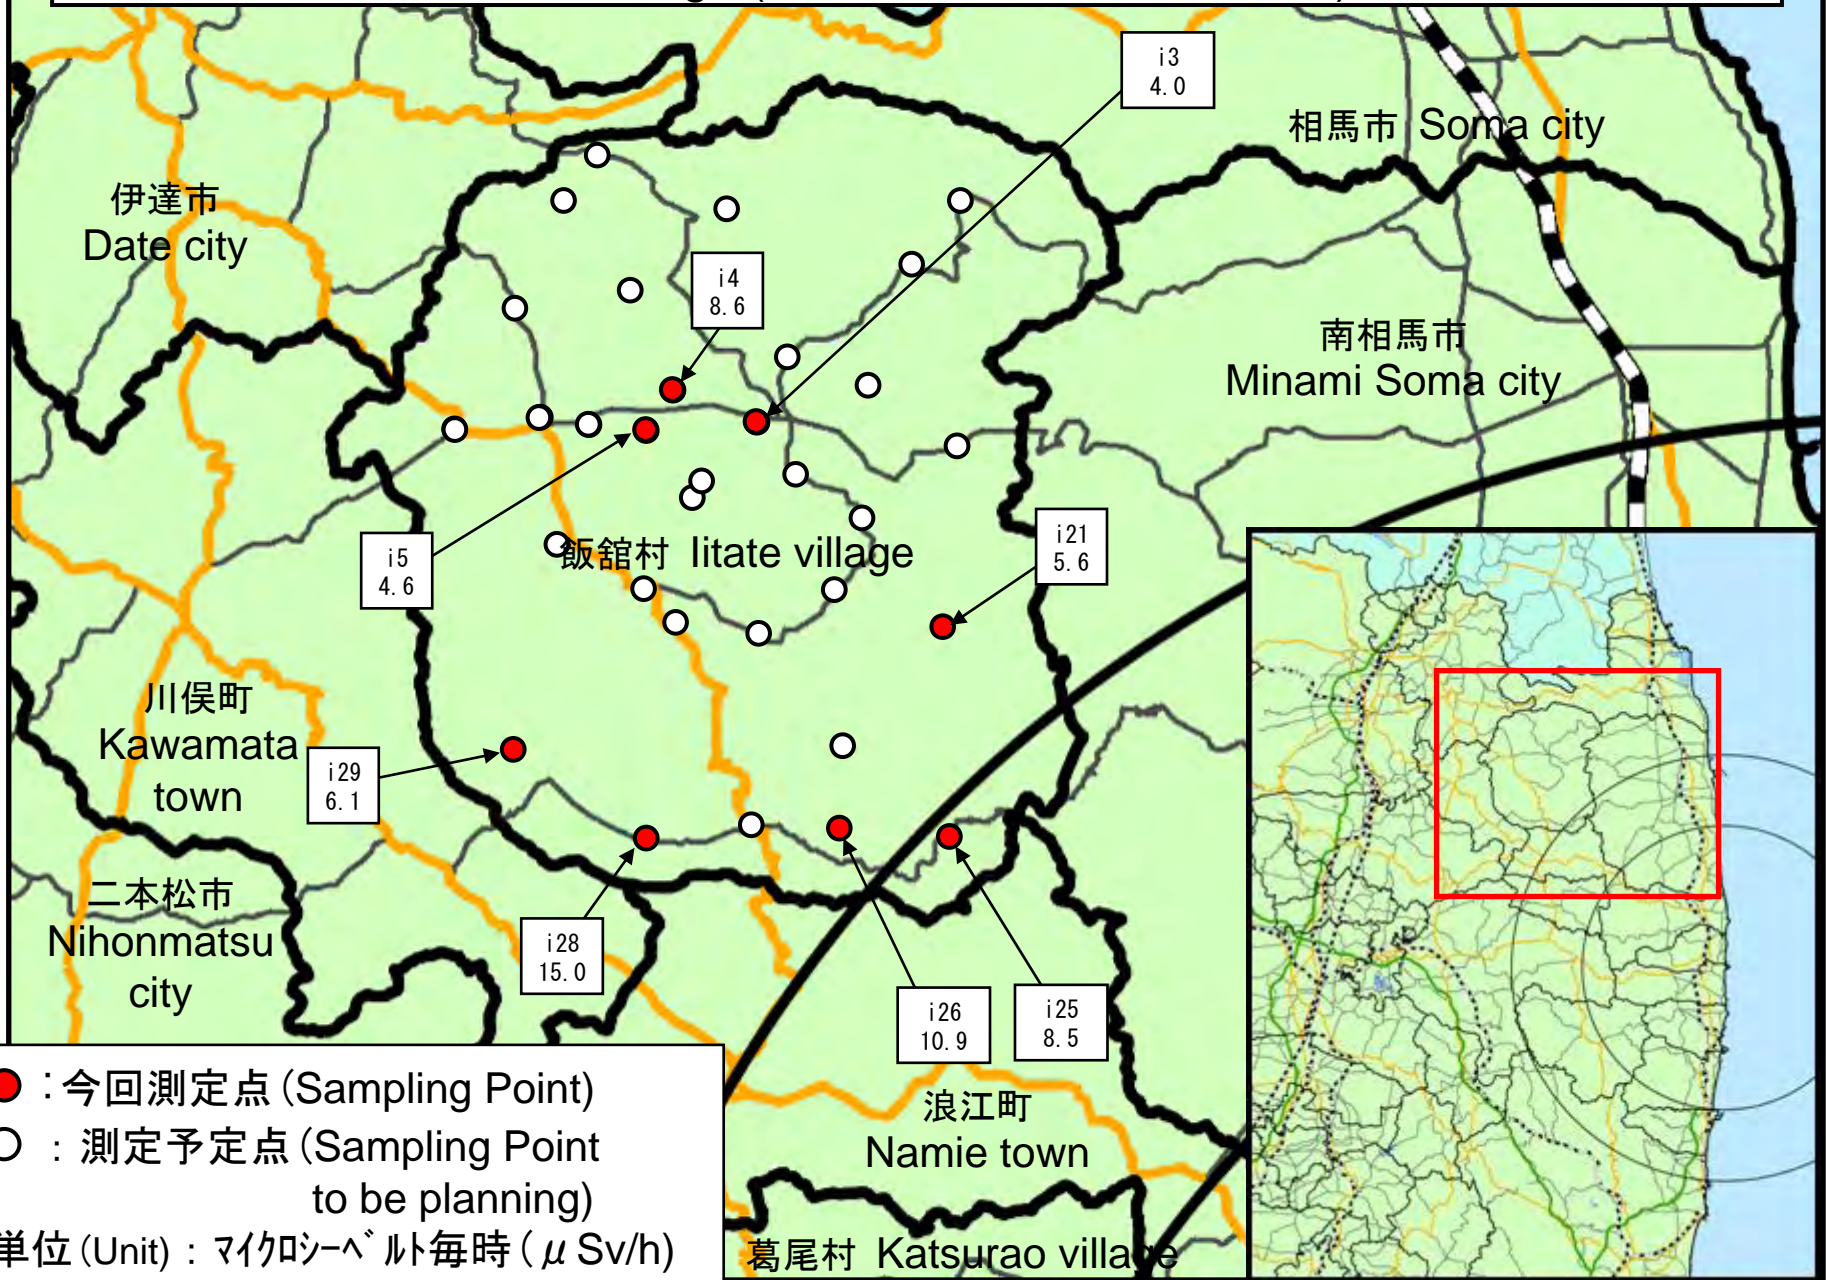 i3
4.0
相馬市 Soma city
伊達市
Date city
i4
8.6
南相馬市
Minami Soma city
i5
4.6
飯舘村 Iitate village
i21
5.6
川俣町
Kawamata
town
i29
6.1
二本松市
Nihonmatsu
city
i28
15.0
i26
10.9
i25
8.5
:今回測定点(Sampling Point)
:測定予定点(Sampling Point
to be planning)
単位(Unit):マイクロシーベルト毎時(μSv/h)
浪江町
Namie town
葛尾村 Katsurao village